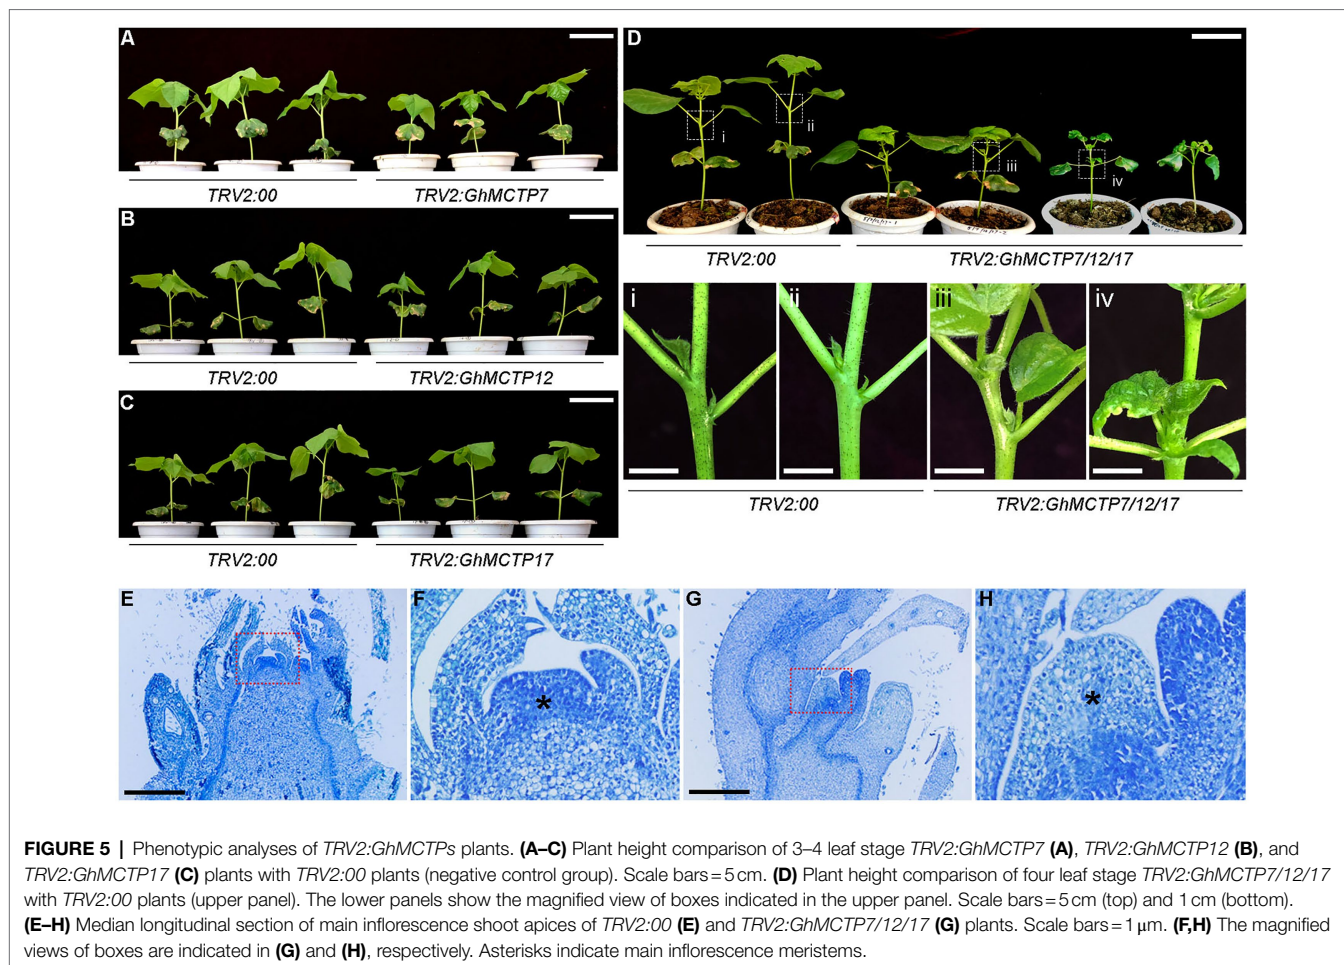 A
TRV2:00
TRV2:GhMCTP7
B
TRV2:00
TRV2:GhMCTP12
C
TRV2:00
TRV2:GhMCTP17
D
i
ii
iii
iv
TRV2:00
TRV2:GhMCTP7/12/17
i
ii
iii
iv
TRV2:00
TRV2:GhMCTP7/12/17
E
F
*
G
H
*
FIGURE 5 | Phenotypic analyses of TRV2:GhMCTPs plants. (A–C) Plant height comparison of 3–4 leaf stage TRV2:GhMCTP7 (A), TRV2:GhMCTP12 (B), and
TRV2:GhMCTP17 (C) plants with TRV2:00 plants (negative control group). Scale bars = 5 cm. (D) Plant height comparison of four leaf stage TRV2:GhMCTP7/12/17
with TRV2:00 plants (upper panel). The lower panels show the magnified view of boxes indicated in the upper panel. Scale bars = 5 cm (top) and 1 cm (bottom).
(E–H) Median longitudinal section of main inflorescence shoot apices of TRV2:00 (E) and TRV2:GhMCTP7/12/17 (G) plants. Scale bars = 1 μm. (F,H) The magnified
views of boxes are indicated in (G) and (H), respectively. Asterisks indicate main inflorescence meristems.